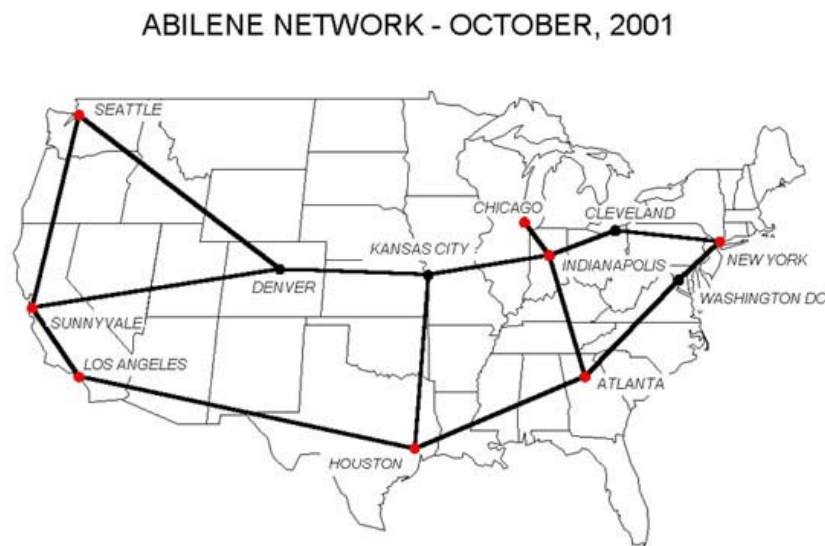 ABILENE NETWORK - OCTOBER, 2001
SEATTLE
CHICAGO
CLEVELAND
KANSAS CITY
NEW YORK
INDIANAPOLIS
DENVER
WASHINGTON DC
SUNNYVALE
LOS ANGELES
ATLANTA
HOUSTON